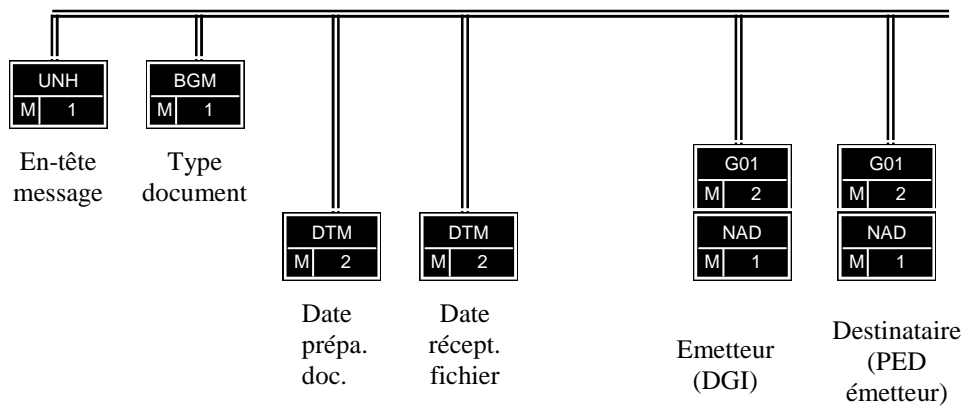 UNH
M 1
En-tête
message
BGM
M 1
Type
document
DTM
M 2
Date
prépa.
doc.
DTM
M 2
Date
récept.
fichier
G01
M 2
NAD
M 1
Emetteur
(DGI)
G01
M 2
NAD
M 1
Destinataire
(PED
émetteur)